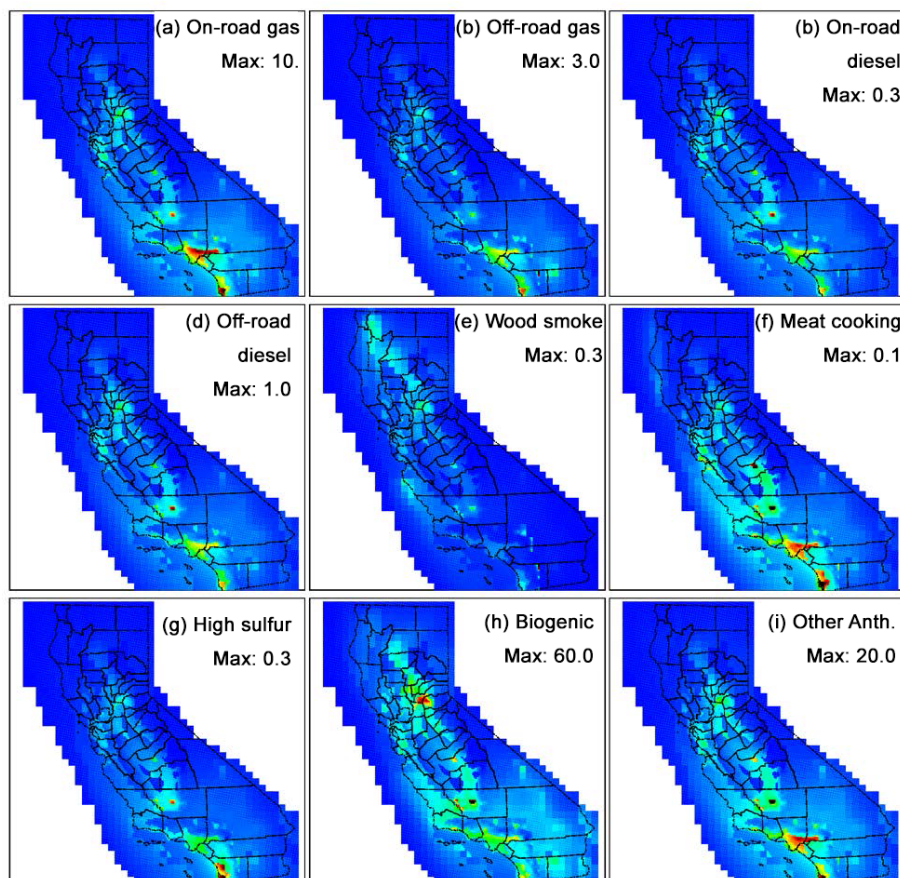 (a) On-road gas
Max: 10.
(b) Off-road gas
Max: 3.0
(b) On-road
diesel
Max: 0.3
(d) Off-road
diesel
Max: 1.0
(e) Wood smoke
Max: 0.3
(f) Meat cooking
Max: 0.1
(g) High sulfur
Max: 0.3
(h) Biogenic
Max: 60.0
(i) Other Anth.
Max: 20.0